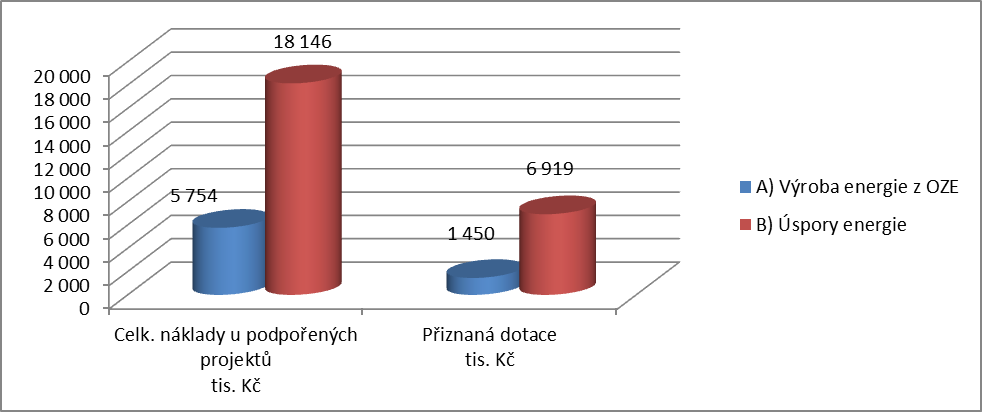 18 146
20 000
18 000
16 000
14 000
12 000
10 000
8 000
6 000
4 000
2 000
0
5 754
6 919
1 450
Celk. náklady u podpořených
projektů
tis. Kč
Přiznaná dotace
tis. Kč
A) Výroba energie z OZE
B) Úspory energie